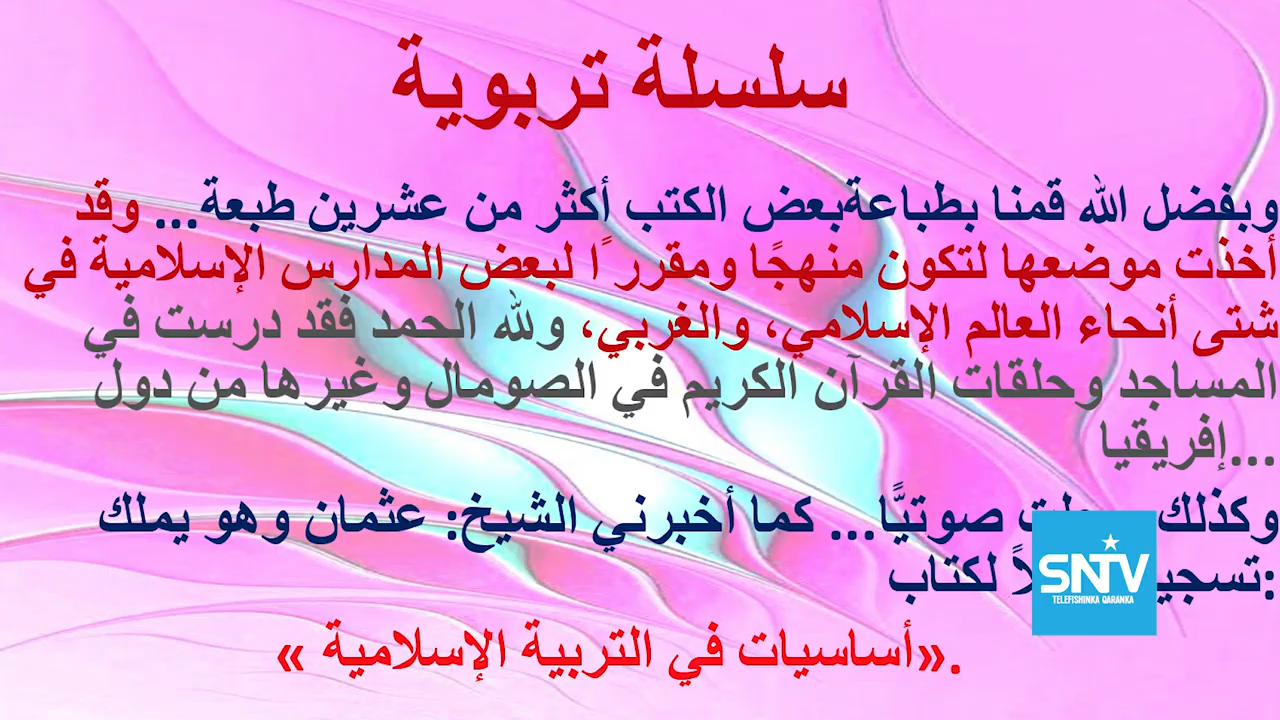 سلسلة تربوية
وبفضل الله قمنا بطباعةبعض الكتب أكثر من عشرين طبعة... وقد
أخذت موضعها لتكون منهجًا ومقرر ًا لبعض المدارس الإسلامية في
شتى أنحاء العالم الإسلامي، والغربي، ولله الحمد فقد درست في
المساجد وحلقات القرآن الكريم في الصومال وغيرها من دول
إفريقيا...
وكذلك صوتيًّا... كما أخبرني الشيخ: عثمان وهو يملك
لكتاب:
« أساسيات في التربية الإسلامية».
SNTV
TELEFISHINKA QARANKA